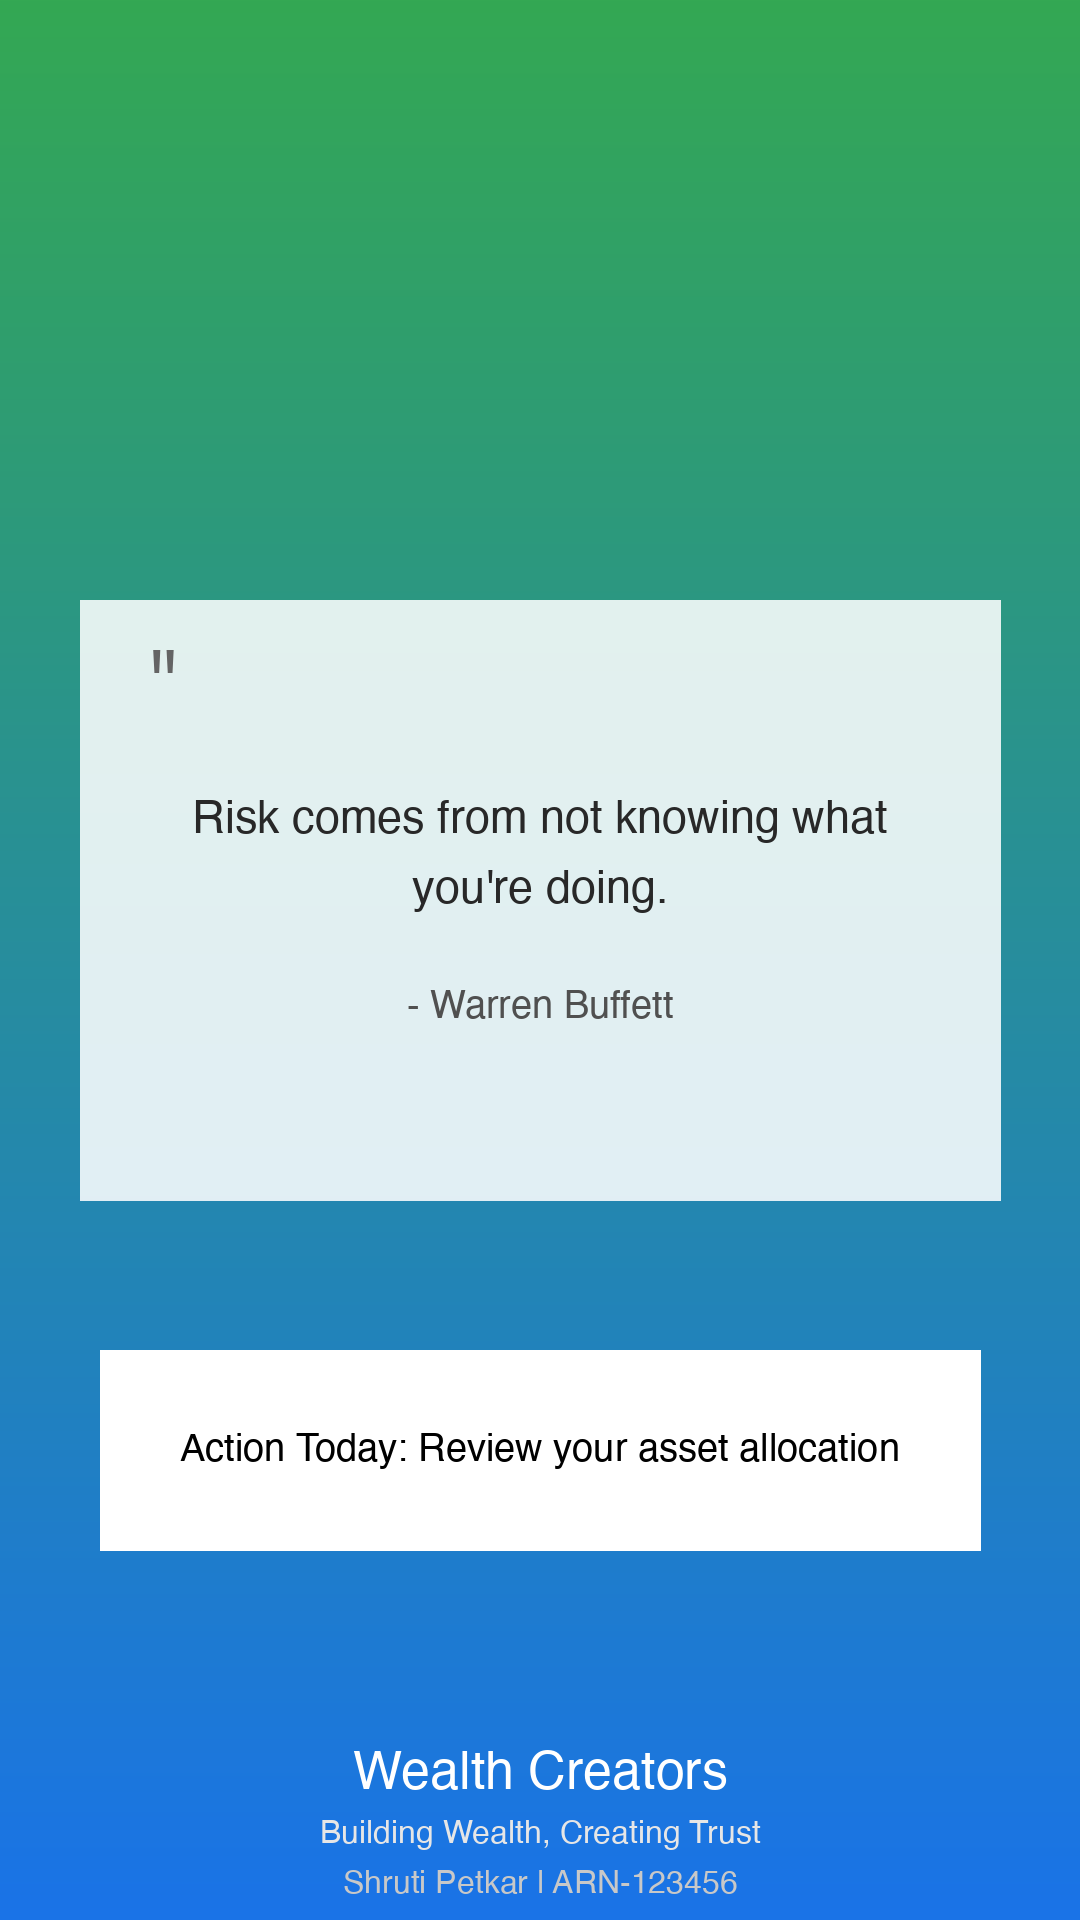 "
Risk comes from not knowing what
you're doing.
- Warren Buffett
Action Today: Review your asset allocation
Wealth Creators
Building Wealth, Creating Trust
Shruti Petkar | ARN-123456